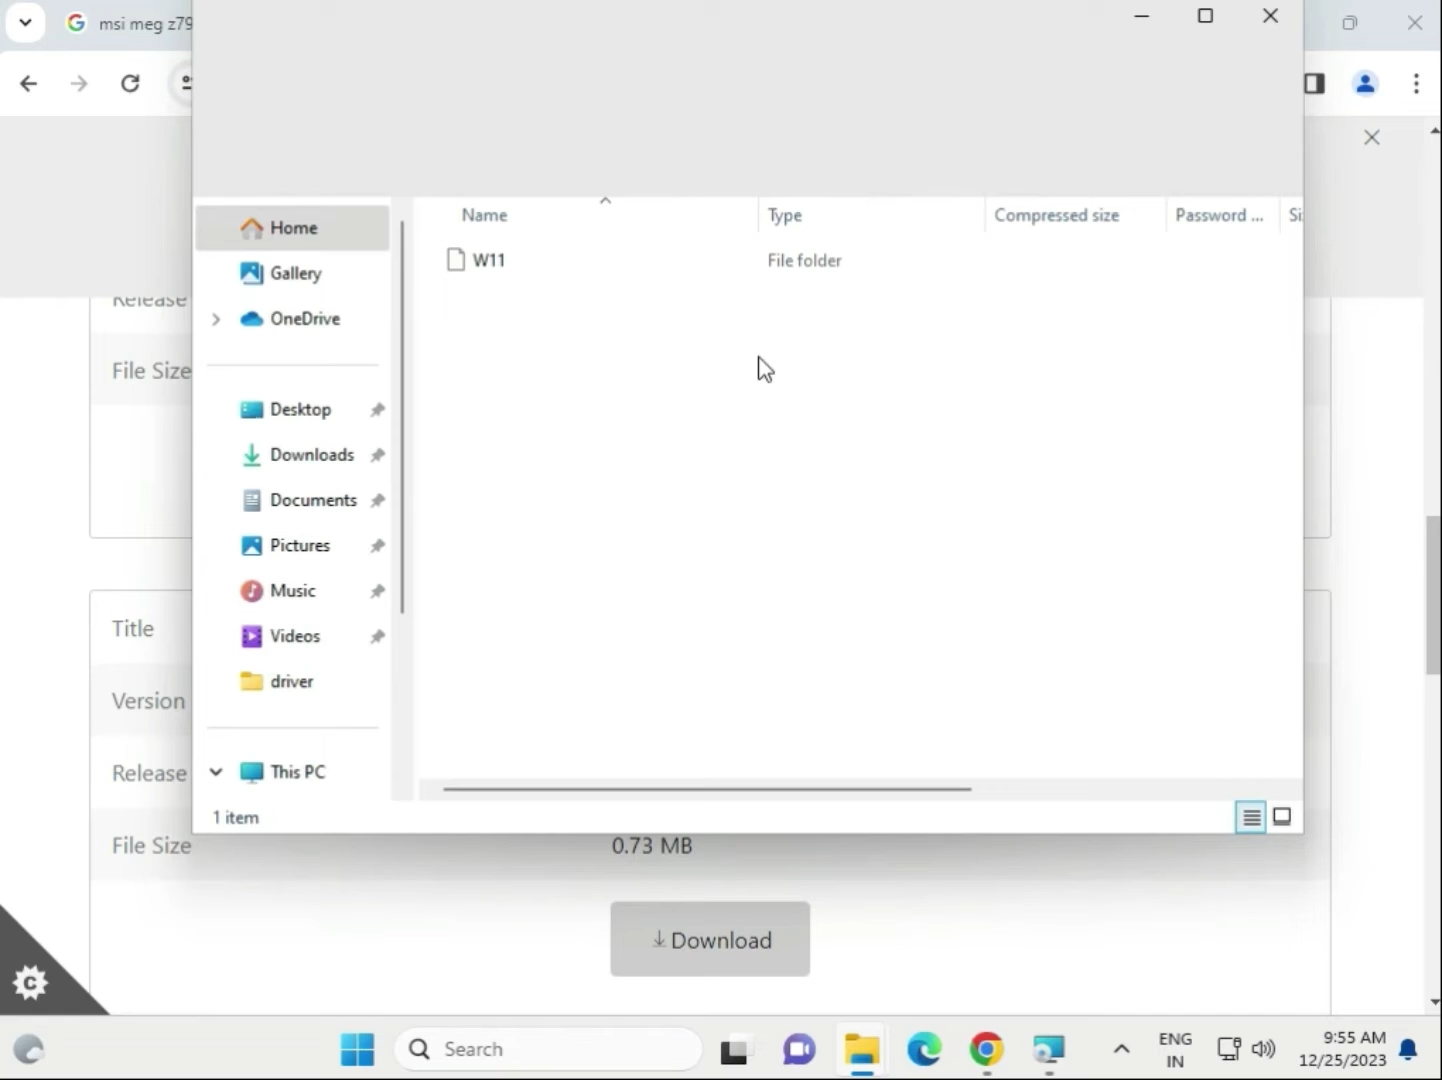 msi meg z79
Name
Type
Compressed size
Password ...
Home
W11
File folder
Gallery
OneDrive
Release
File Size
Desktop
Downloads
Documents
Pictures
Music
Title
Videos
driver
Version
Release
This PC
1 item
File Size
0.73 MB
Download
C
Search
ENG
IN
9:55 AM
12/25/2023